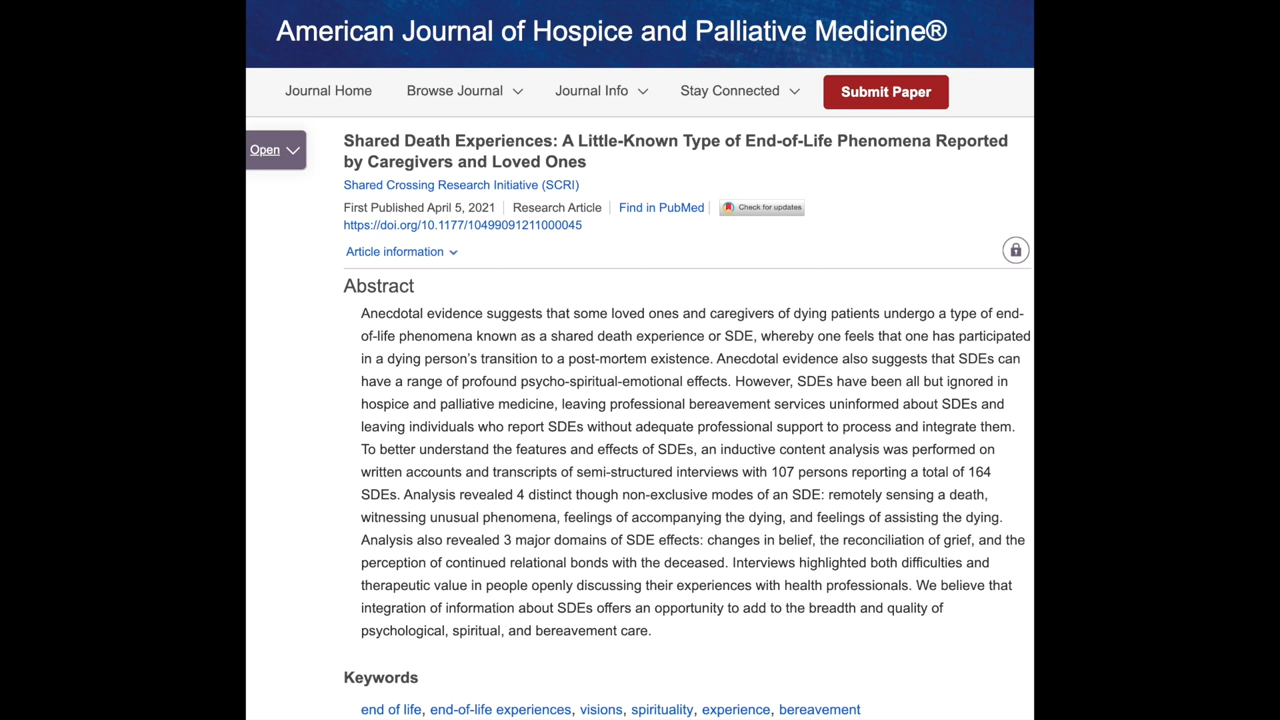 American Journal of Hospice and Palliative Medicine®
Journal Home Browse Journal Journal Info Stay Connected Submit Paper
Open
Shared Death Experiences: A Little-Known Type of End-of-Life Phenomena Reported
by Caregivers and Loved Ones
Shared Crossing Research Initiative (SCRI)
First Published April 5, 2021 Research Article Find in PubMed Check for updates
https://doi.org/10.1177/10499091211000045
Article information
Abstract
Anecdotal evidence suggests that some loved ones and caregivers of dying patients undergo a type of end-
of-life phenomena known as a shared death experience or SDE, whereby one feels that one has participated
in a dying person's transition to a post-mortem existence. Anecdotal evidence also suggests that SDEs can
have a range of profound psycho-spiritual-emotional effects. However, SDEs have been all but ignored in
hospice and palliative medicine, leaving professional bereavement services uninformed about SDEs and
leaving individuals who report SDEs without adequate professional support to process and integrate them.
To better understand the features and effects of SDEs, an inductive content analysis was performed on
written accounts and transcripts of semi-structured interviews with 107 persons reporting a total of 164
SDEs. Analysis revealed 4 distinct though non-exclusive modes of an SDE: remotely sensing a death,
witnessing unusual phenomena, feelings of accompanying the dying, and feelings of assisting the dying.
Analysis also revealed 3 major domains of SDE effects: changes in belief, the reconciliation of grief, and the
perception of continued relational bonds with the deceased. Interviews highlighted both difficulties and
therapeutic value in people openly discussing their experiences with health professionals. We believe that
integration of information about SDEs offers an opportunity to add to the breadth and quality of
psychological, spiritual, and bereavement care.
Keywords
end of life, end-of-life experiences, visions, spirituality, experience, bereavement